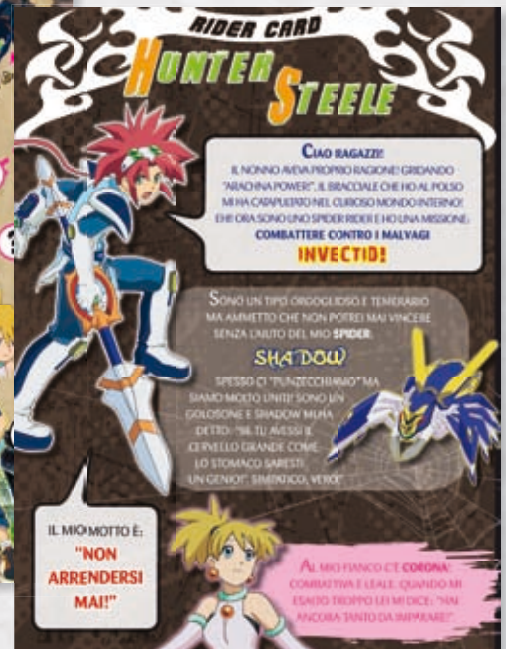 RIDER CARD
HUNTER
STEELE
CIAO RAGAZZI!
IL NONNO AVEVA PROPRIO RAGIONE! GRIDANDO
"ARACHNA POWER!", IL BRACCIALE CHE HO AL POLSO
MI HA CATAPULTATO NEL CURIOSO MONDO INTERNO!
EHI! ORA SONO UNO SPIDER RIDER E HO UNA MISSIONE:
COMBATTERE CONTRO I MALVAGI
INVECTID!
SONO UN TIPO ORGOGLIOSO E TEMERARIO
MA AMMETTO CHE NON POTREI MAI VINCERE
SENZA L'AIUTO DEL MIO SPIDER:
SHADOW
SPESSO CI "PUNZECCHIAMO" MA
SIAMO MOLTO UNITI! SONO UN
GOLOSONE E SHADOW MI HA
DETTO: "SE TU AVESSI IL
CERVELLO GRANDE COME
LO STOMACO SARESTI
UN GENIO!". SIMPATICO, VERO?
IL MIO MOTTO È:
"NON
ARRENDERSI
MAI!"
AL MIO FIANCO C'È CORONA:
COMBATTIVA E LEALE. QUANDO MI
ESALTO TROPPO LEI MI DICE: "HAI
ANCORA TANTO DA IMPARARE!".